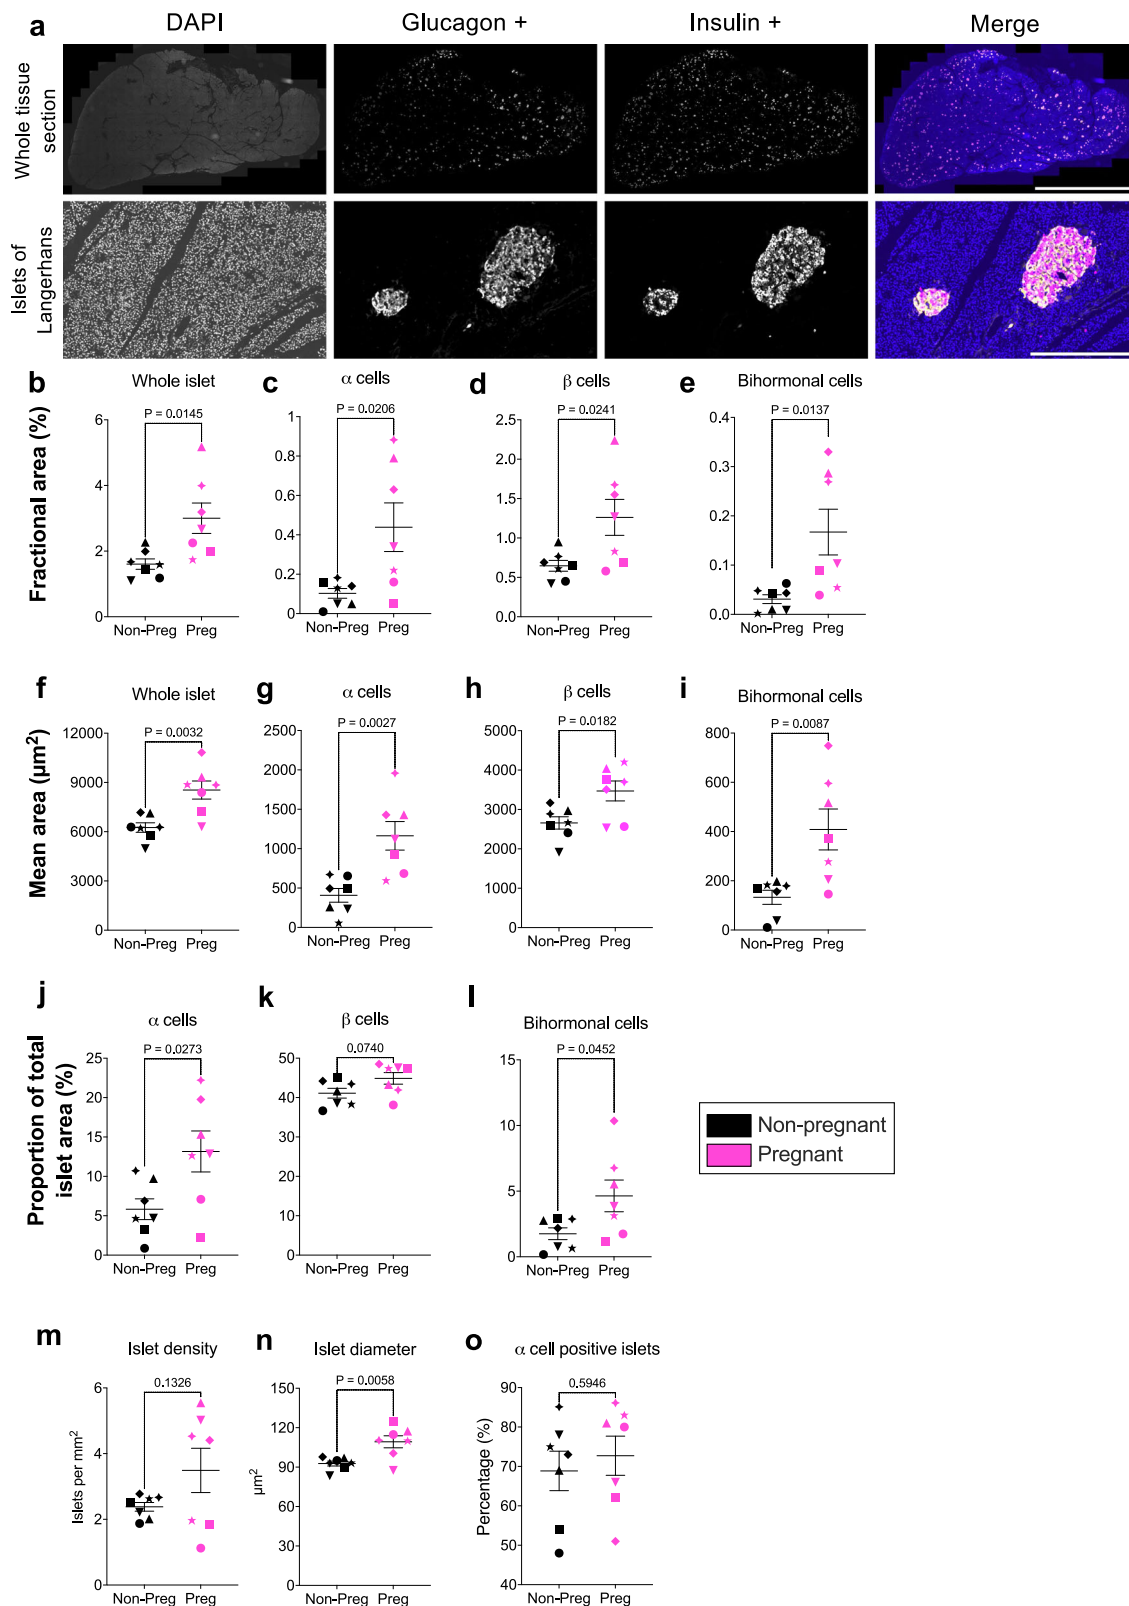 a
DAPI
Glucagon +
Insulin +
Merge
Whole tissue
section
Islets of
Langerhans
b
Whole islet
c
α cells
d
β cells
e
Bihormonal cells
Fractional area (%)
P = 0.0145
6
4
2
0
Non-Preg
Preg
P = 0.0206
1
0.8
0.6
0.4
0.2
0
Non-Preg
Preg
P = 0.0241
2.5
2.0
1.5
1.0
0.5
0.0
Non-Preg
Preg
P = 0.0137
0.4
0.3
0.2
0.1
0.0
Non-Preg
Preg
f
Whole islet
g
α cells
h
β cells
i
Bihormonal cells
Mean area (µm²)
P = 0.0032
12000
9000
6000
3000
0
Non-Preg
Preg
P = 0.0027
2500
2000
1500
1000
500
0
Non-Preg
Preg
P = 0.0182
5000
4000
3000
2000
1000
0
Non-Preg
Preg
P = 0.0087
800
600
400
200
0
Non-Preg
Preg
j
α cells
k
β cells
l
Bihormonal cells
Proportion of total
islet area (%)
P = 0.0273
25
20
15
10
5
0
Non-Preg
Preg
0.0740
50
40
30
20
10
0
Non-Preg
Preg
P = 0.0452
15
10
5
0
Non-Preg
Preg
Non-pregnant
Pregnant
m
Islet density
n
Islet diameter
o
α cell positive islets
Islets per mm²
0.1326
6
4
2
0
Non-Preg
Preg
µm²
P = 0.0058
150
120
90
60
30
0
Non-Preg
Preg
Percentage (%)
0.5946
90
80
70
60
50
40
Non-Preg
Preg